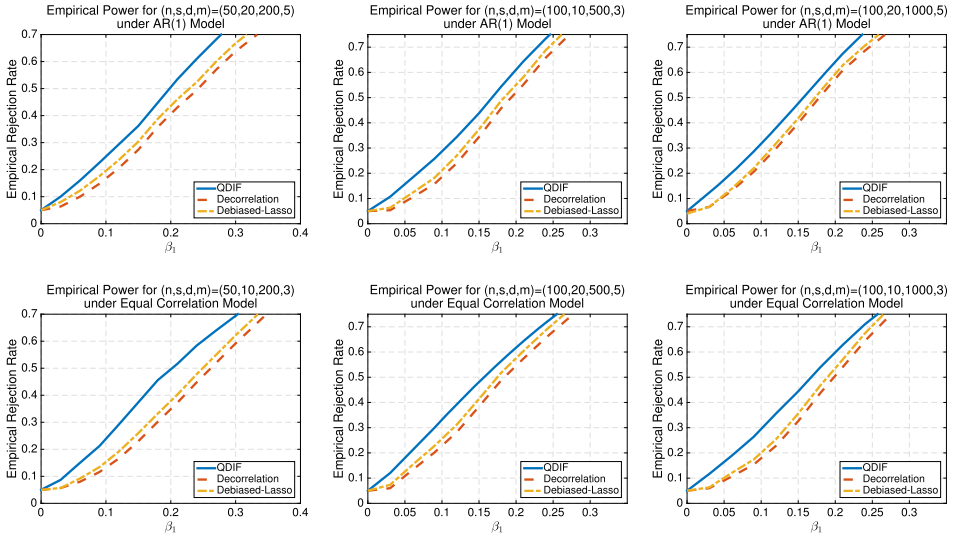 Empirical Power for (n,s,d,m)=(50,20,200,5)
under AR(1) Model
Empirical Rejection Rate
0.7
0.6
0.5
0.4
0.3
0.2
0.1
0
0 0.1 0.2 0.3 0.4
β1
QDIF
Decorrelation
Debiased-Lasso
Empirical Power for (n,s,d,m)=(100,10,500,3)
under AR(1) Model
Empirical Rejection Rate
0.7
0.6
0.5
0.4
0.3
0.2
0.1
0
0 0.05 0.1 0.15 0.2 0.25 0.3
β1
QDIF
Decorrelation
Debiased-Lasso
Empirical Power for (n,s,d,m)=(100,20,1000,5)
under AR(1) Model
Empirical Rejection Rate
0.7
0.6
0.5
0.4
0.3
0.2
0.1
0
0 0.05 0.1 0.15 0.2 0.25 0.3
β1
QDIF
Decorrelation
Debiased-Lasso
Empirical Power for (n,s,d,m)=(50,10,200,3)
under Equal Correlation Model
Empirical Rejection Rate
0.7
0.6
0.5
0.4
0.3
0.2
0.1
0
0 0.1 0.2 0.3 0.4
β1
QDIF
Decorrelation
Debiased-Lasso
Empirical Power for (n,s,d,m)=(100,20,500,5)
under Equal Correlation Model
Empirical Rejection Rate
0.7
0.6
0.5
0.4
0.3
0.2
0.1
0
0 0.05 0.1 0.15 0.2 0.25 0.3
β1
QDIF
Decorrelation
Debiased-Lasso
Empirical Power for (n,s,d,m)=(100,10,1000,3)
under Equal Correlation Model
Empirical Rejection Rate
0.7
0.6
0.5
0.4
0.3
0.2
0.1
0
0 0.05 0.1 0.15 0.2 0.25 0.3
β1
QDIF
Decorrelation
Debiased-Lasso